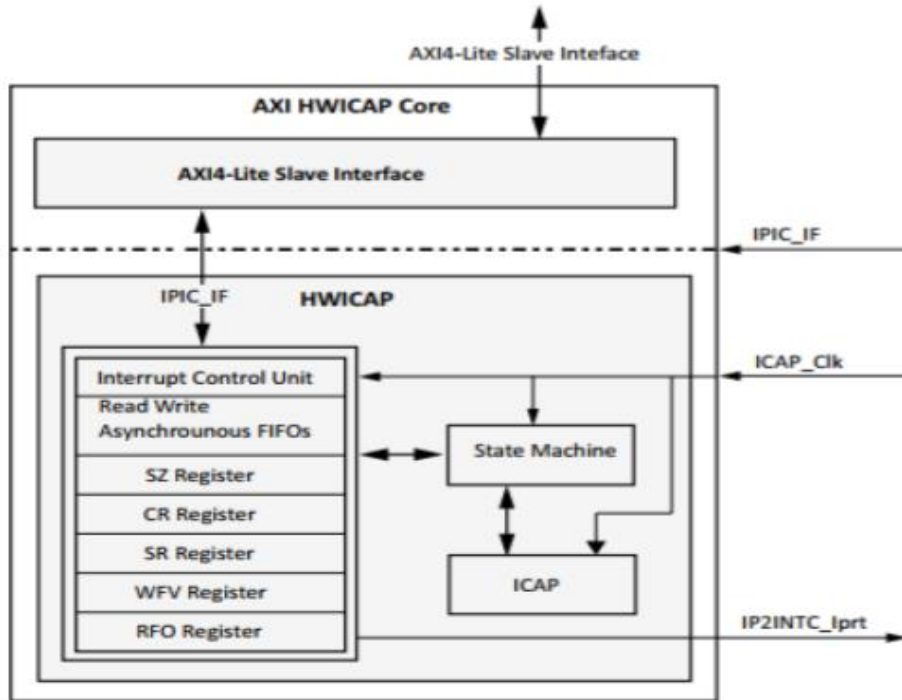 AXI4-Lite Slave Inteface
AXI HWICAP Core
AXI4-Lite Slave Interface
IPIC_IF
IPIC_IF
HWICAP
ICAP_Clk
Interrupt Control Unit
Read Write
Asynchrounous FIFOs
State Machine
SZ Register
CR Register
SR Register
ICAP
WFV Register
RFO Register
IP2INTC_Iprt